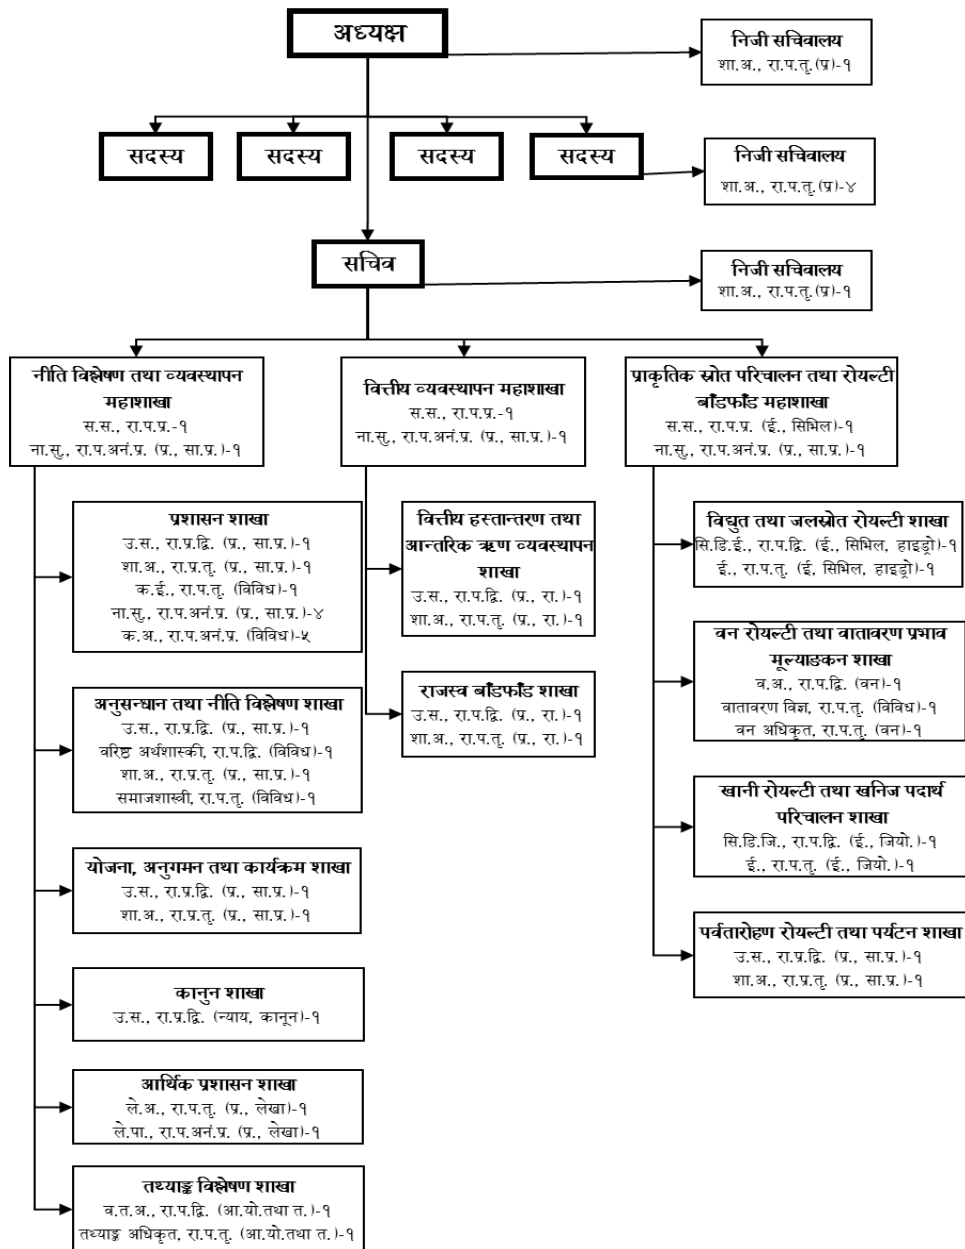 अध्यक्ष
निजी सचिवालय
शा.अ., रा.प.तृ.(प्र)-१
सदस्य
सदस्य
सदस्य
सदस्य
निजी सचिवालय
शा.अ., रा.प.तृ.(प्र)-४
सचिव
निजी सचिवालय
शा.अ., रा.प.तृ.(प्र)-१
नीति विश्लेषण तथा व्यवस्थापन
महाशाखा
स.स., रा.प.प्र.-१
ना.सु., रा.प.अनं.प्र. (प्र., सा.प्र.)-१
प्रशासन शाखा
उ.स., रा.प्र.द्वि. (प्र., सा.प्र.)-१
शा.अ., रा.प्र.तृ. (प्र., सा.प्र.)-१
क.ई., रा.प.तृ. (विविध)-१
ना.सु., रा.प.अनं.प्र. (प्र., सा.प्र.)-४
क.अ., रा.प.अनं.प्र. (विविध)-५
अनुसन्धान तथा नीति विश्लेषण शाखा
उ.स., रा.प्र.द्वि. (प्र., सा.प्र.)-१
वरिष्ठ अर्थशास्की, रा.प.द्वि. (विविध)-१
शा.अ., रा.प्र.तृ. (प्र., सा.प्र.)-१
समाजशास्त्री, रा.प.तृ. (विविध)-१
योजना, अनुगमन तथा कार्यक्रम शाखा
उ.स., रा.प्र.द्वि. (प्र., सा.प्र.)-१
शा.अ., रा.प्र.तृ. (प्र., सा.प्र.)-१
कानुन शाखा
उ.स., रा.प्र.द्वि. (न्याय, कानून)-१
आर्थिक प्रशासन शाखा
ले.अ., रा.प.तृ. (प्र., लेखा)-१
ले.पा., रा.प.अनं.प्र. (प्र., लेखा)-१
तथ्याङ्क विश्लेषण शाखा
व.त.अ., रा.प.द्वि. (आ.यो.तथा त.)-१
तथ्याङ्क अधिकृत, रा.प.तृ. (आ.यो.तथा त.)-१
वित्तीय व्यवस्थापन महाशाखा
स.स., रा.प.प्र.-१
ना.सु., रा.प.अनं.प्र. (प्र., सा.प्र.)-१
वित्तीय हस्तान्तरण तथा
आन्तरिक ऋण व्यवस्थापन
शाखा
उ.स., रा.प.द्वि. (प्र., रा.)-१
शा.अ., रा.प.तृ. (प्र., रा.)-१
राजस्व बाँडफाँड शाखा
उ.स., रा.प.द्वि. (प्र., रा.)-१
शा.अ., रा.प.तृ. (प्र., रा.)-१
प्राकृतिक स्रोत परिचालन तथा रोयल्टी
बाँडफाँड महाशाखा
स.स., रा.प.प्र. (ई., सिभिल)-१
ना.सु., रा.प.अनं.प्र. (प्र., सा.प्र.)-१
विद्युत तथा जलस्रोत रोयल्टी शाखा
सि.डि.ई., रा.प.द्वि. (ई., सिभिल, हाइड्रो)-१
ई., रा.प.तृ. (ई, सिभिल, हाइड्रो)-१
वन रोयल्टी तथा वातावरण प्रभाव
मूल्याङकन शाखा
व.अ., रा.प.द्वि. (वन)-१
वातावरण विज्ञ, रा.प.तृ. (विविध)-१
वन अधिकृत, रा.प.तृ. (वन)-१
खानी रोयल्टी तथा खनिज पदार्थ
परिचालन शाखा
सि.डि.जि., रा.प.द्वि. (ई., जियो.)-१
ई., रा.प.तृ. (ई., जियो.)-१
पर्वतारोहण रोयल्टी तथा पर्यटन शाखा
उ.स., रा.प्र.द्वि. (प्र., सा.प्र.)-१
शा.अ., रा.प्र.तृ. (प्र., सा.प्र.)-१